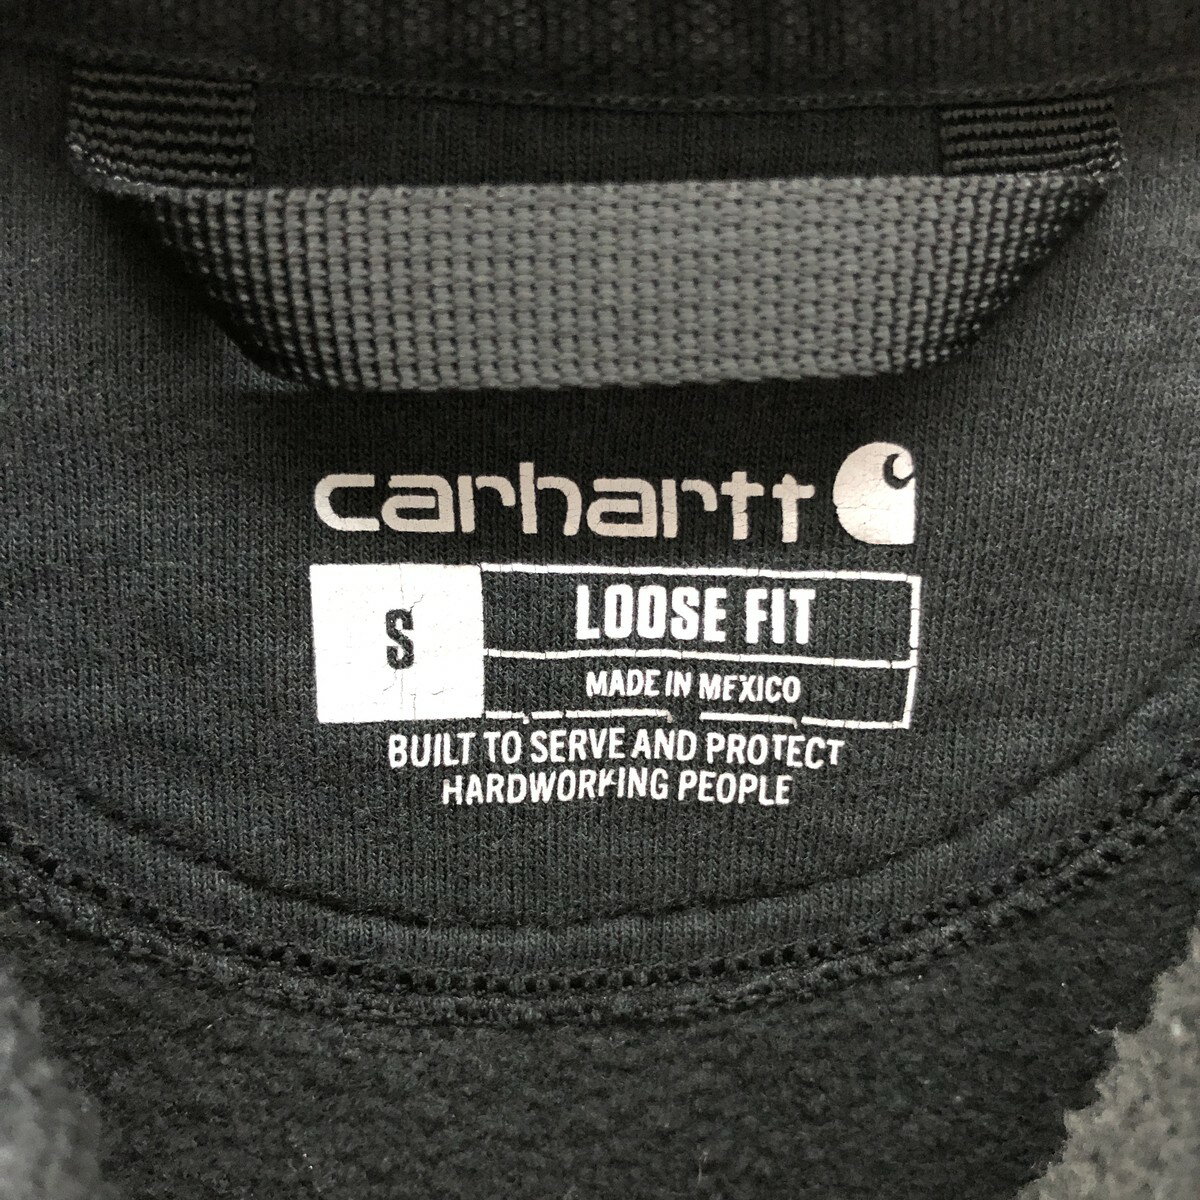 carhartt
S
LOOSE FIT
MADE IN MEXICO
BUILT TO SERVE AND PROTECT
HARDWORKING PEOPLE